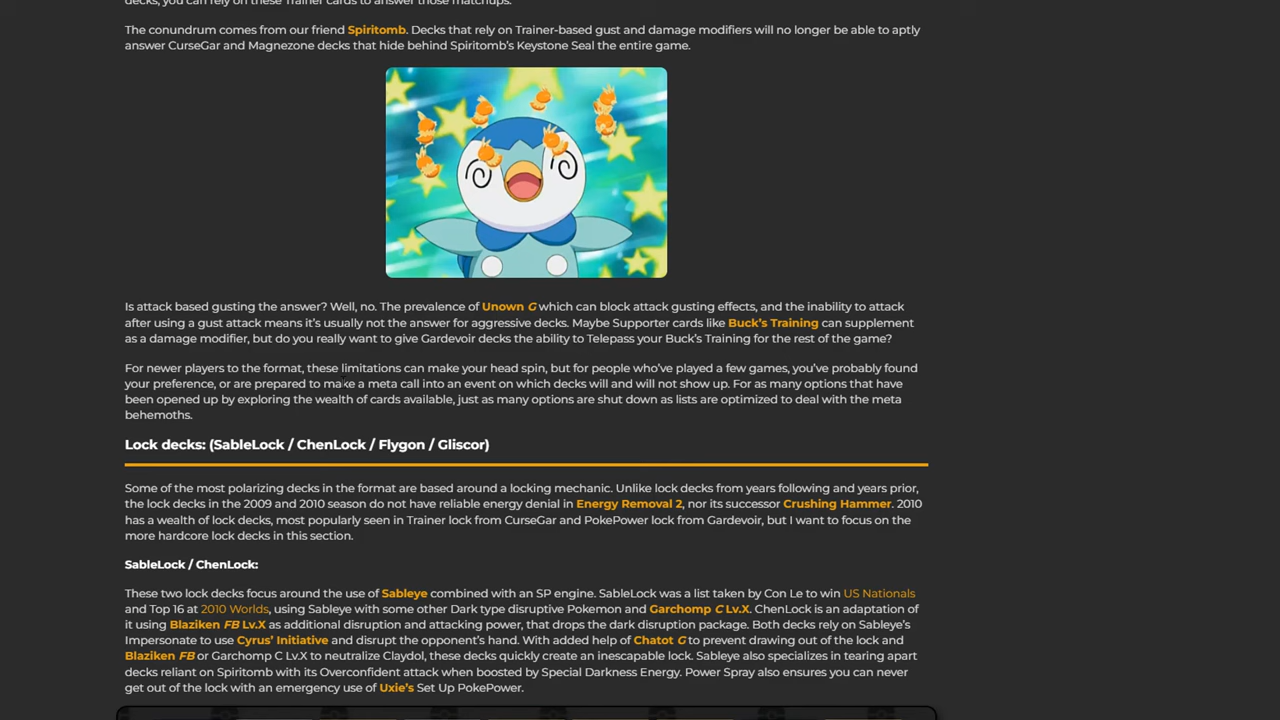 decks, you can rely on these Trainer cards to answer those matchups.
The conundrum comes from our friend Spiritomb. Decks that rely on Trainer-based gust and damage modifiers will no longer be able to aptly
answer CurseGar and Magnezone decks that hide behind Spiritomb's Keystone Seal the entire game.
Is attack based gusting the answer? Well, no. The prevalence of Unown G which can block attack gusting effects, and the inability to attack
after using a gust attack means it's usually not the answer for aggressive decks. Maybe Supporter cards like Buck's Training can supplement
as a damage modifier, but do you really want to give Gardevoir decks the ability to Telepass your Buck's Training for the rest of the game?
For newer players to the format, these limitations can make your head spin, but for people who've played a few games, you've probably found
your preference, or are prepared to make a meta call into an event on which decks will and will not show up. For as many options that have
been opened up by exploring the wealth of cards available, just as many options are shut down as lists are optimized to deal with the meta
behemoths.
Lock decks: (SableLock / ChenLock / Flygon / Gliscor)
Some of the most polarizing decks in the format are based around a locking mechanic. Unlike lock decks from years following and years prior,
the lock decks in the 2009 and 2010 season do not have reliable energy denial in Energy Removal 2, nor its successor Crushing Hammer. 2010
has a wealth of lock decks, most popularly seen in Trainer lock from CurseGar and PokePower lock from Gardevoir, but I want to focus on the
more hardcore lock decks in this section.
SableLock / ChenLock:
These two lock decks focus around the use of Sableye combined with an SP engine. SableLock was a list taken by Con Le to win US Nationals
and Top 16 at 2010 Worlds, using Sableye with some other Dark type disruptive Pokemon and Garchomp C Lv.X. ChenLock is an adaptation of
it using Blaziken FB Lv.X as additional disruption and attacking power, that drops the dark disruption package. Both decks rely on Sableye's
Impersonate to use Cyrus' Initiative and disrupt the opponent's hand. With added help of Chatot G to prevent drawing out of the lock and
Blaziken FB or Garchomp C Lv.X to neutralize Claydol, these decks quickly create an inescapable lock. Sableye also specializes in tearing apart
decks reliant on Spiritomb with its Overconfident attack when boosted by Special Darkness Energy. Power Spray also ensures you can never
get out of the lock with an emergency use of Uxie's Set Up PokePower.